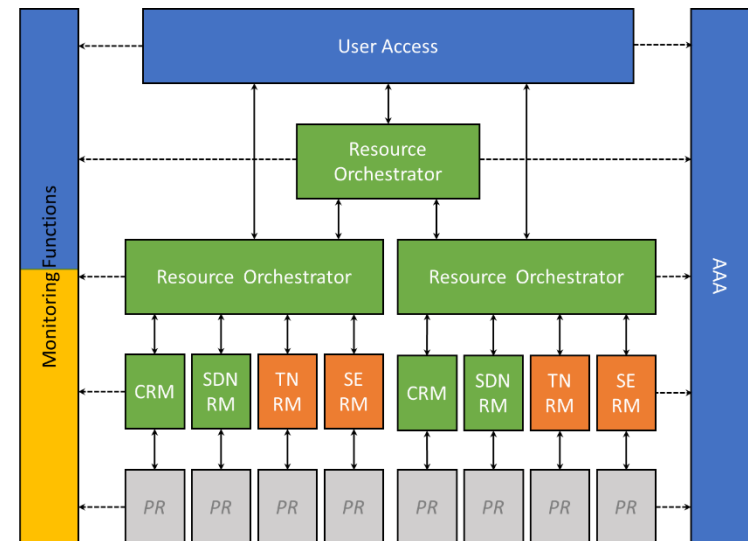 User Access
Resource
Orchestrator
Monitoring Functions
AAA
Resource Orchestrator
Resource Orchestrator
CRM
SDN
RM
TN
RM
SE
RM
CRM
SDN
RM
TN
RM
SE
RM
PR
PR
PR
PR
PR
PR
PR
PR